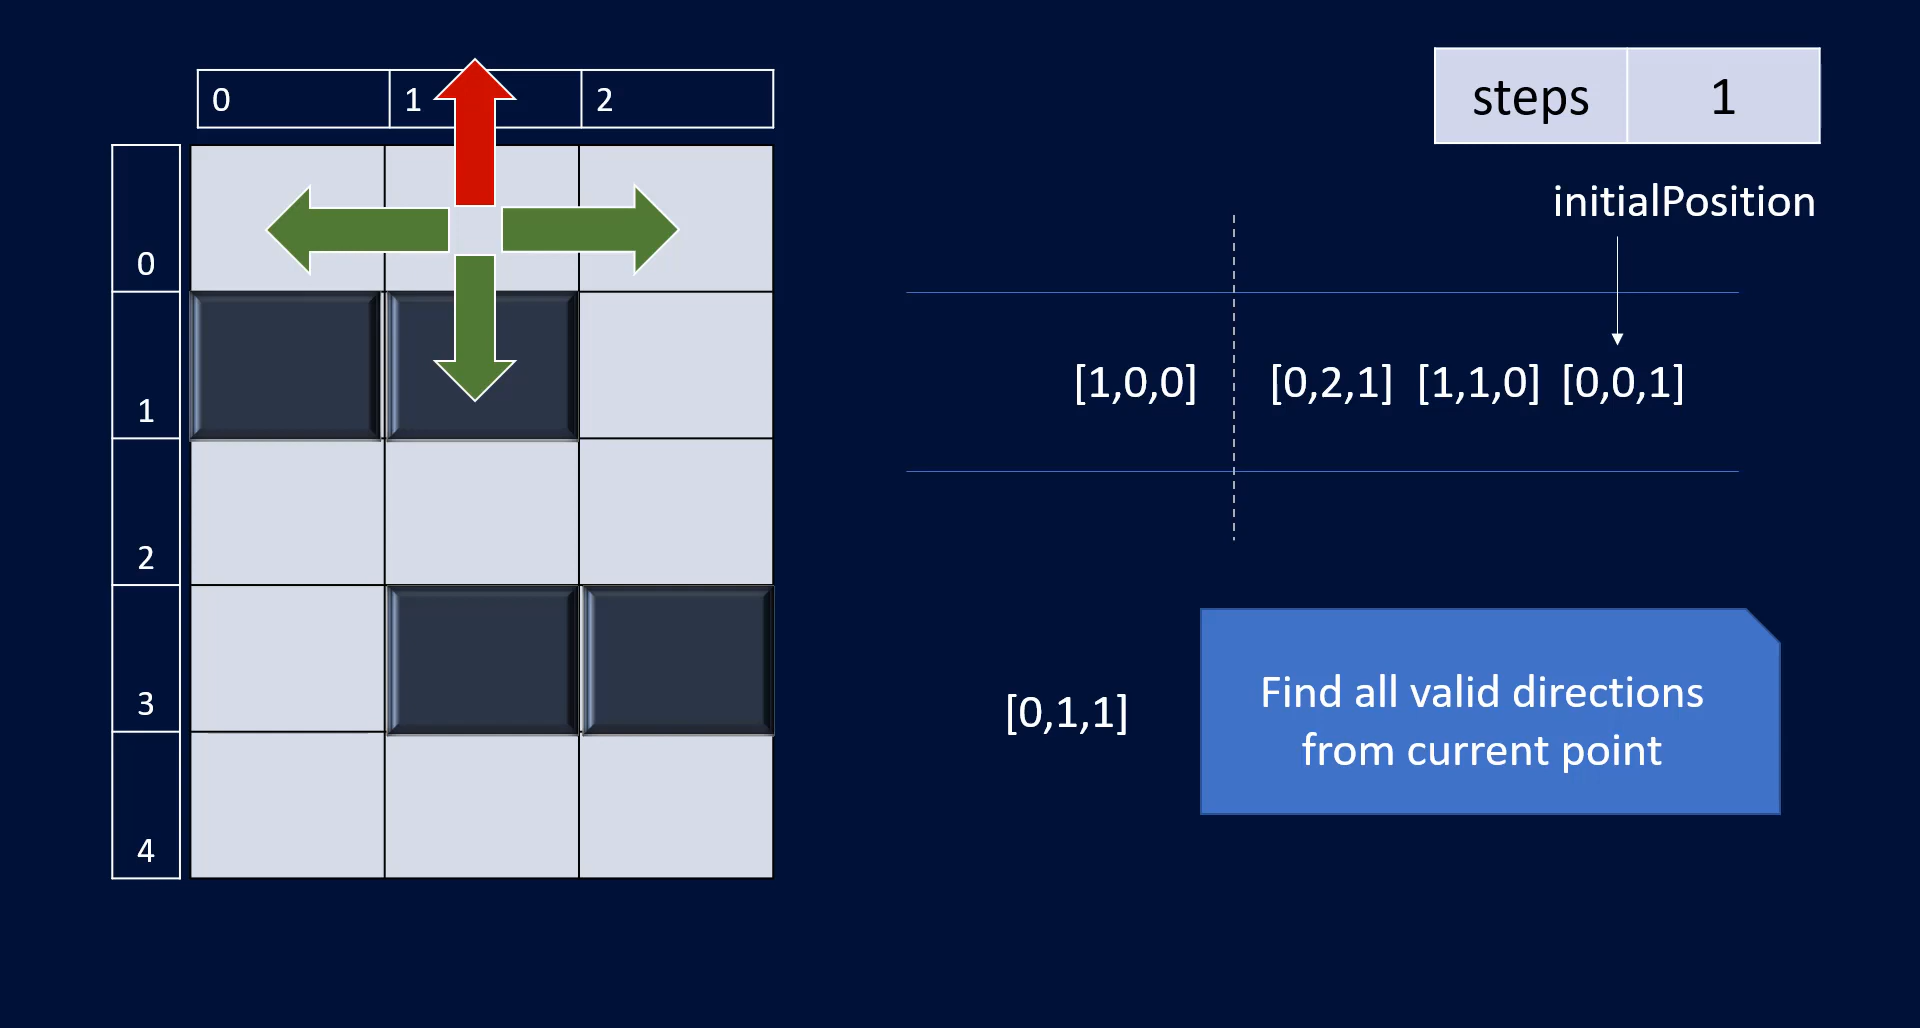 0 1 2
steps 1
initialPosition
0
1
2
3
4
[1,0,0] [0,2,1] [1,1,0] [0,0,1]
[0,1,1]
Find all valid directions
from current point